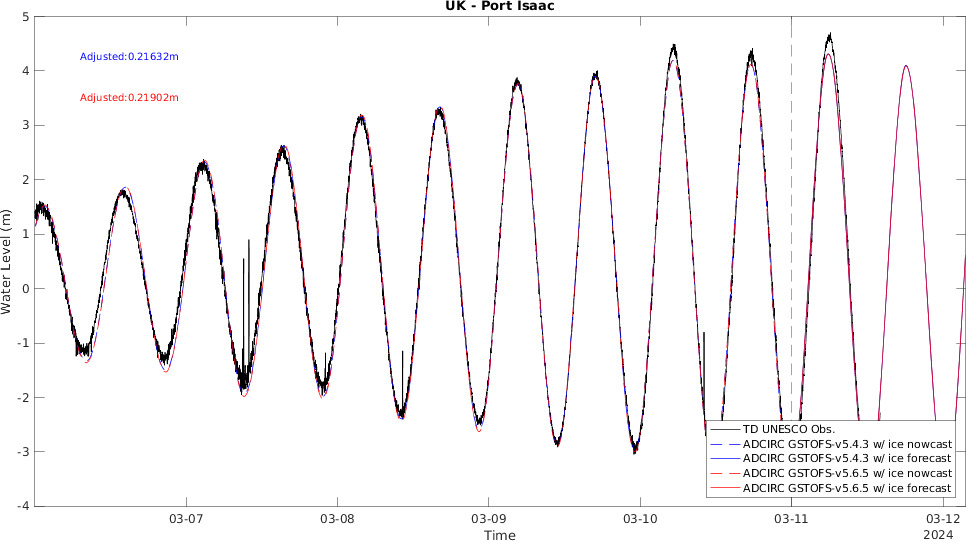 UK - Port Isaac
Adjusted:0.21632m
Adjusted:0.21902m
Water Level (m)
5
4
3
2
1
0
-1
-2
-3
-4
TD UNESCO Obs.
ADCIRC GSTOFS-v5.4.3 w/ ice nowcast
ADCIRC GSTOFS-v5.4.3 w/ ice forecast
ADCIRC GSTOFS-v5.6.5 w/ ice nowcast
ADCIRC GSTOFS-v5.6.5 w/ ice forecast
03-07 03-08 03-09 03-10 03-11 03-12
Time
2024